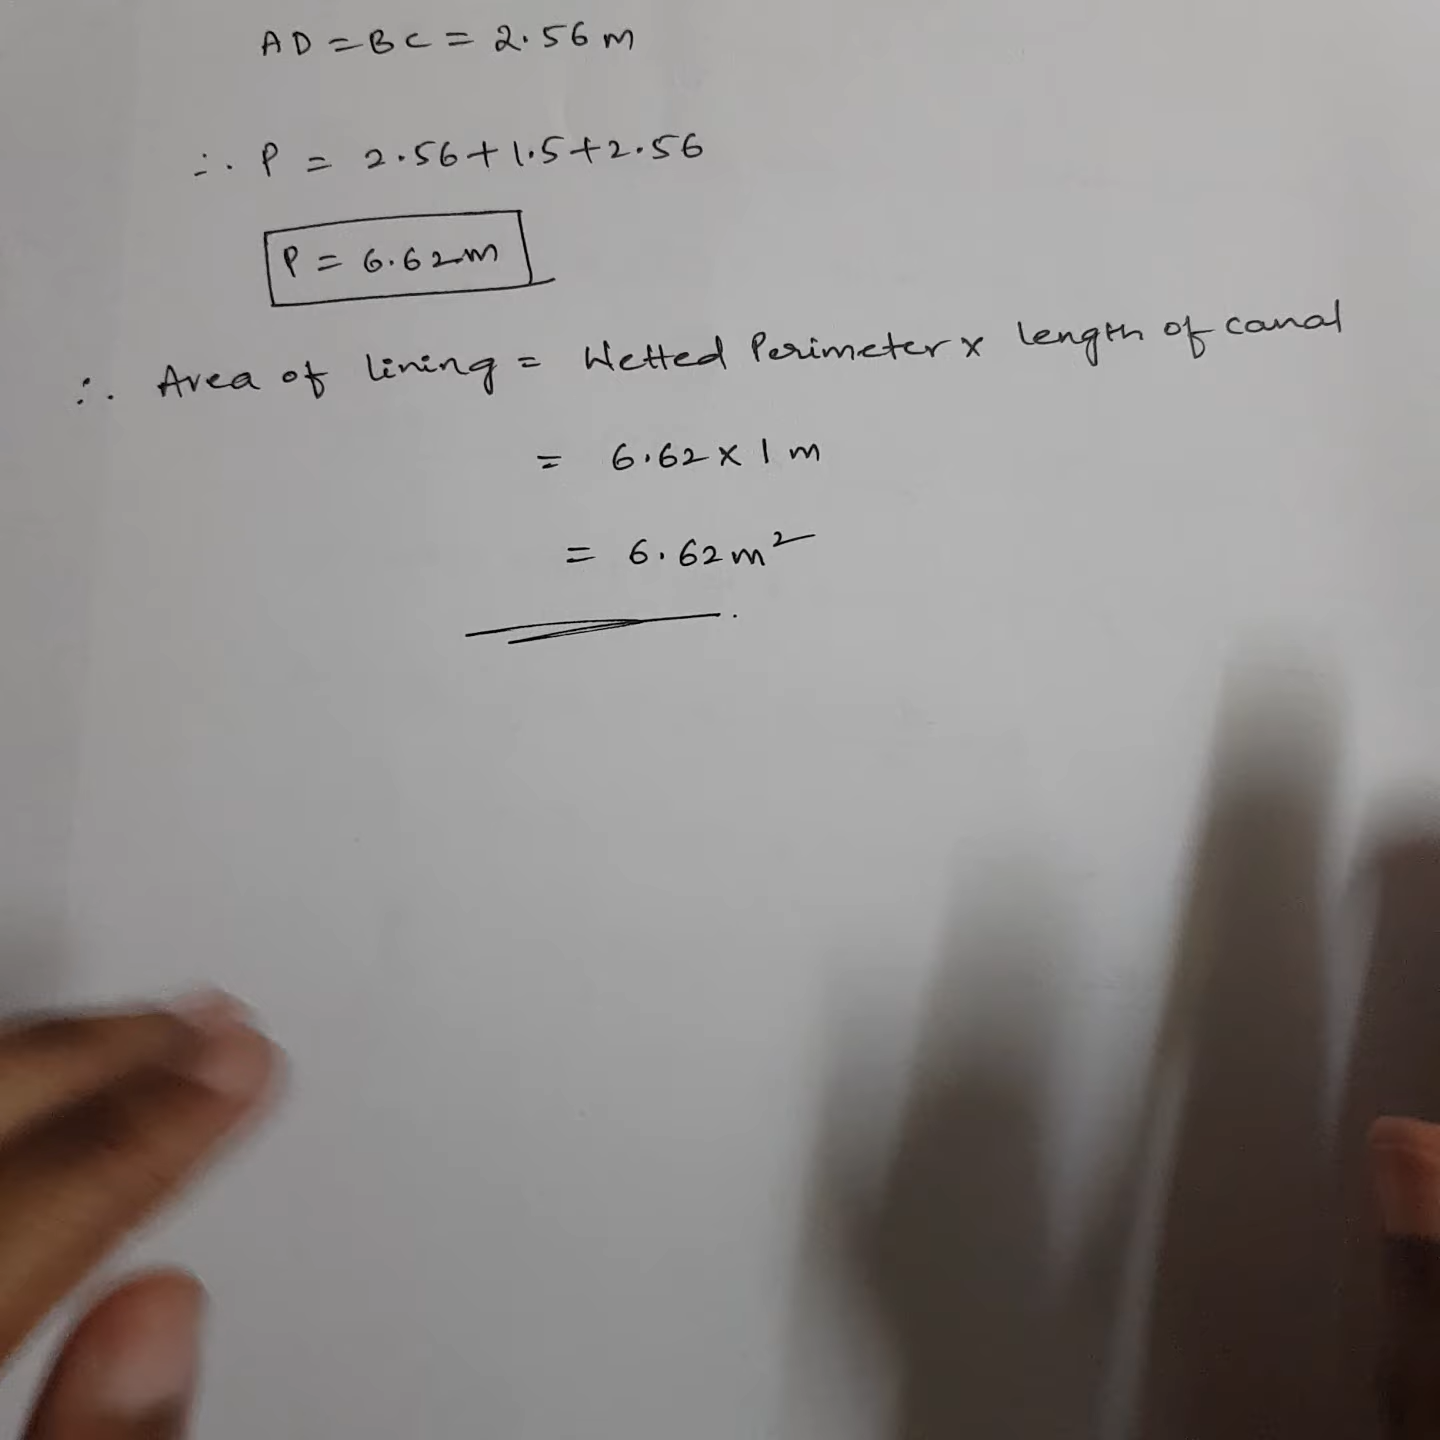 AD = BC = 2.56 m
∴ P = 2.56 + 1.5 + 2.56
P = 6.62 m
∴ Area of lining = Wetted Perimeter x length of canal
= 6.62 x 1 m
= 6.62 m²